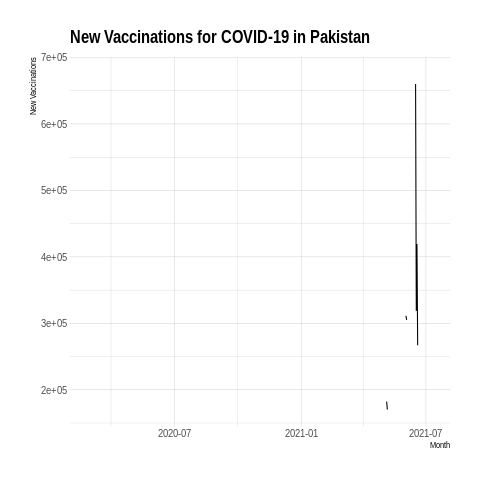 New Vaccinations for COVID-19 in Pakistan
New Vaccinations
7e+05
6e+05
5e+05
4e+05
3e+05
2e+05
2020-07
2021-01
2021-07
Month